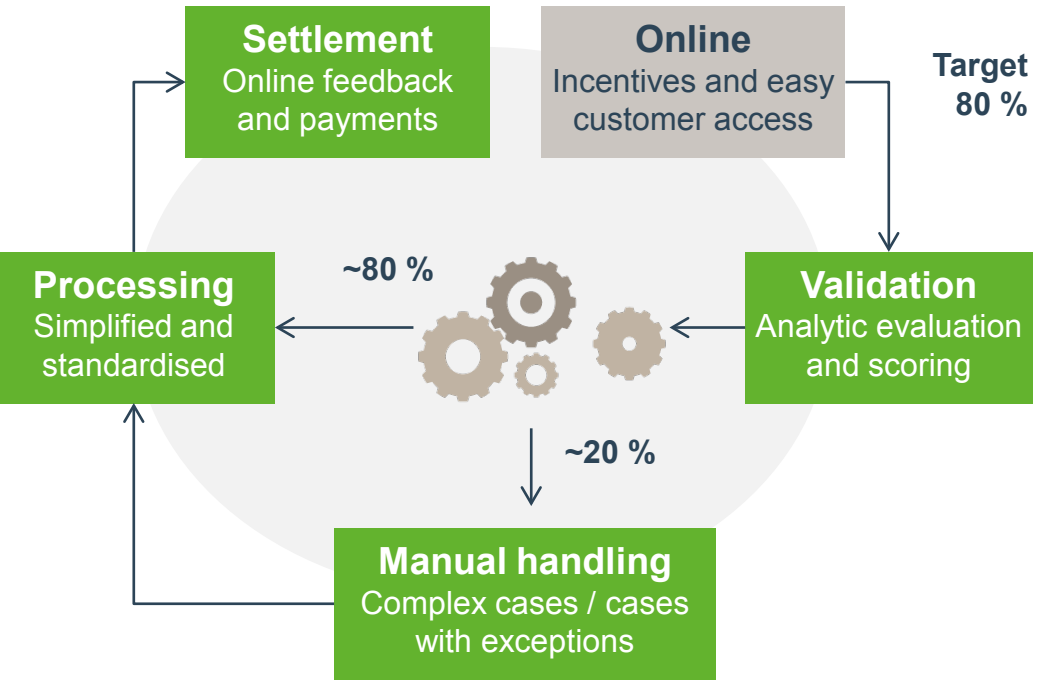 Settlement
Online feedback
and payments
Online
Incentives and easy
customer access
Target
80 %
Processing
Simplified and
standardised
~80 %
Validation
Analytic evaluation
and scoring
~20 %
Manual handling
Complex cases / cases
with exceptions